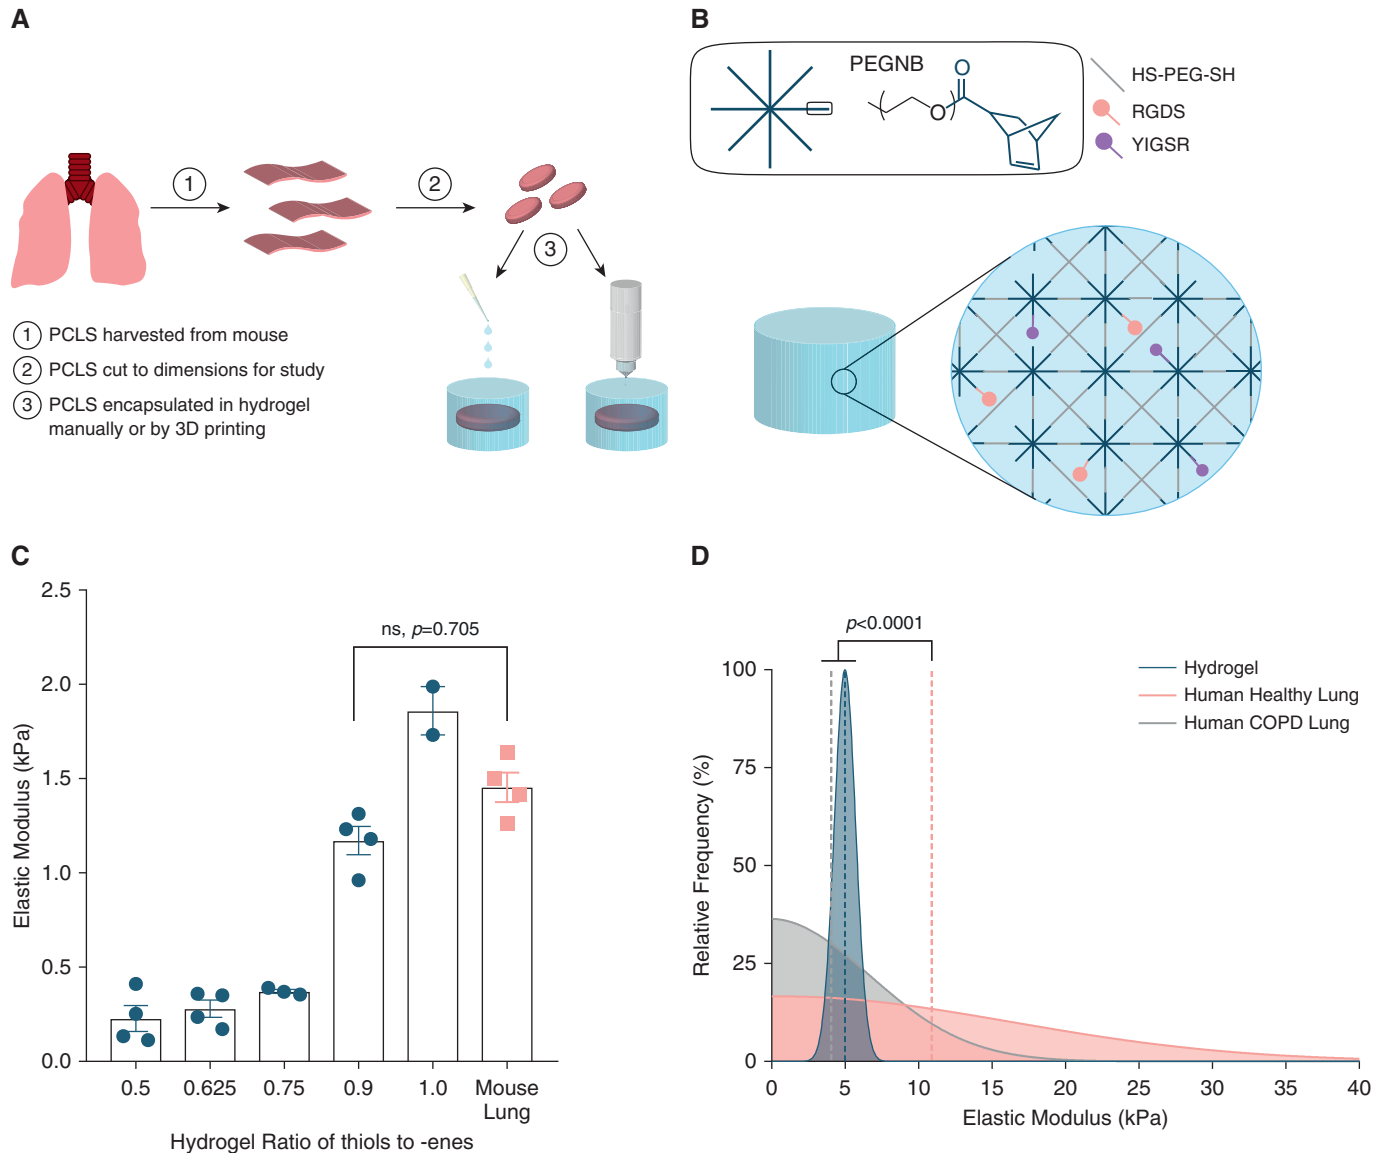 A
1
2
3
1 PCLS harvested from mouse
2 PCLS cut to dimensions for study
3 PCLS encapsulated in hydrogel
manually or by 3D printing
B
PEGNB
O
O
HS-PEG-SH
RGDS
YIGSR
C
2.5
2.0
1.5
1.0
0.5
0.0
Elastic Modulus (kPa)
ns, p=0.705
0.5 0.625 0.75 0.9 1.0 Mouse
Lung
Hydrogel Ratio of thiols to -enes
D
p<0.0001
100
75
50
25
0
Relative Frequency (%)
Hydrogel
Human Healthy Lung
Human COPD Lung
0 5 10 15 20 25 30 35 40
Elastic Modulus (kPa)